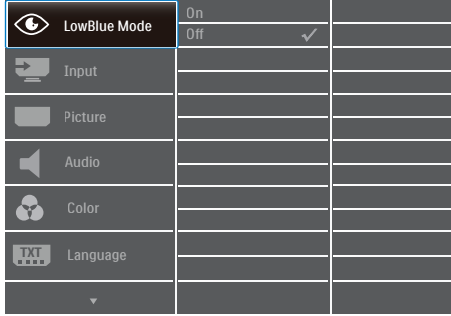 LowBlue Mode
On
Off
Input
Picture
Audio
Color
TXT
Language